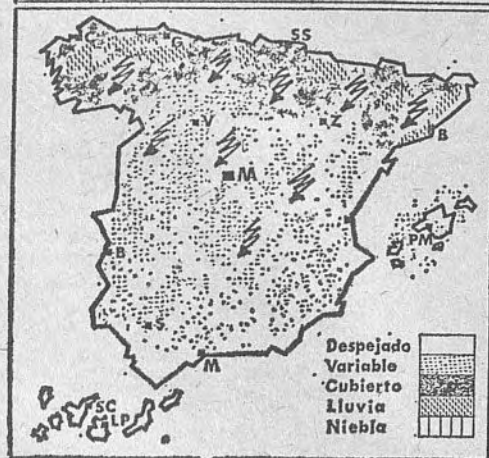 C G SS
V Z
B
M
PM
B
S
M
SC
LP
Despejado
Variable
Cubierto
Lluvia
Niebla